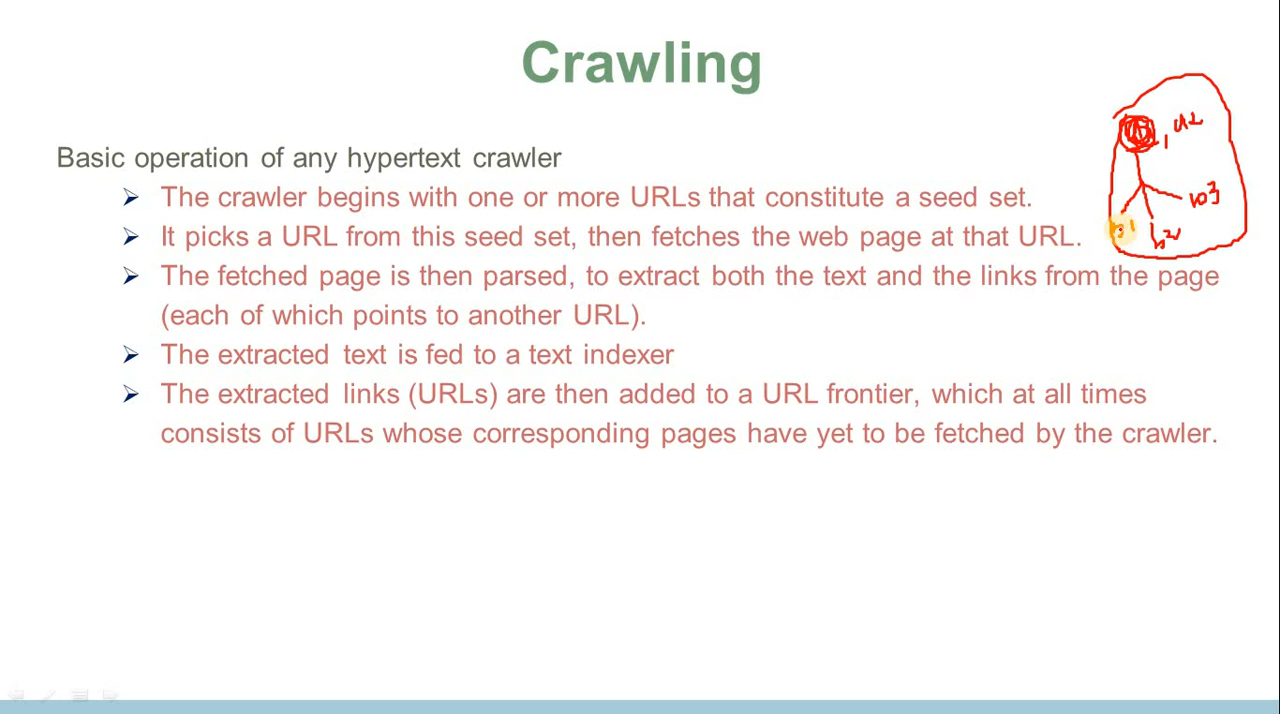 Crawling
Basic operation of any hypertext crawler
The crawler begins with one or more URLs that constitute a seed set.
It picks a URL from this seed set, then fetches the web page at that URL.
The fetched page is then parsed, to extract both the text and the links from the page
(each of which points to another URL).
The extracted text is fed to a text indexer
The extracted links (URLs) are then added to a URL frontier, which at all times
consists of URLs whose corresponding pages have yet to be fetched by the crawler.